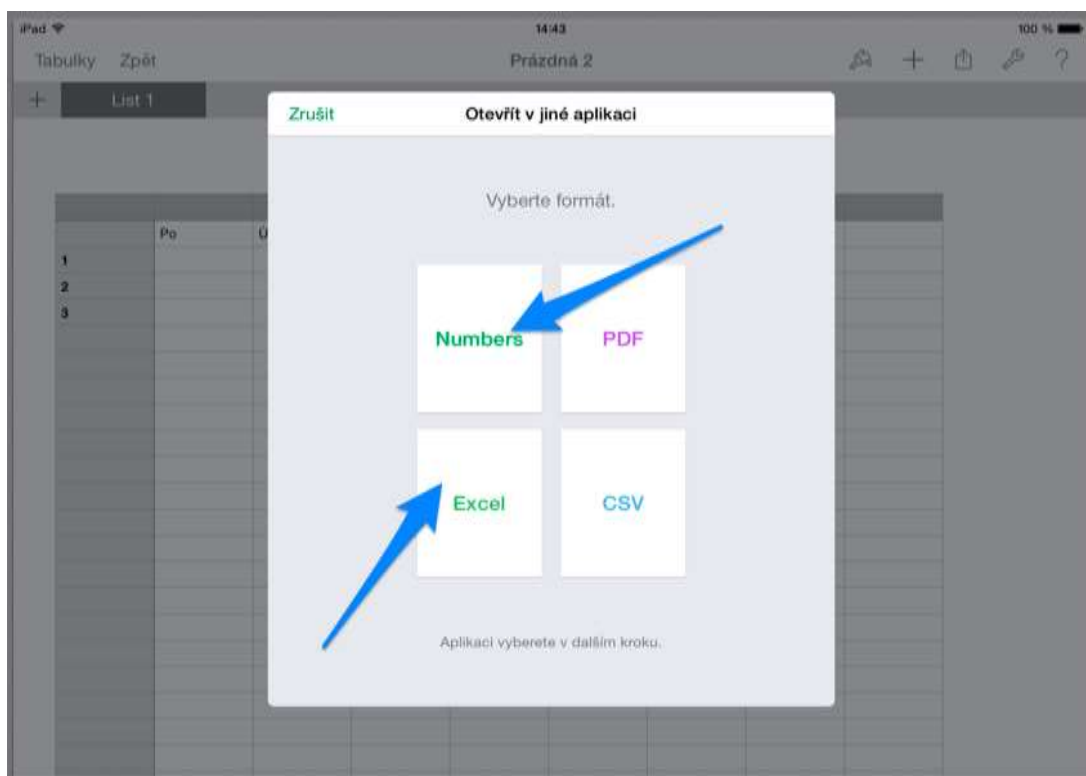 iPad 14:43 100 %
Tabulky Zpět Prázdná 2 ?
List 1
Zrušit Otevřít v jiné aplikaci
Vyberte formát.
Po Ú
1
2
3
Numbers PDF
Excel CSV
Aplikaci vyberete v dalším kroku.